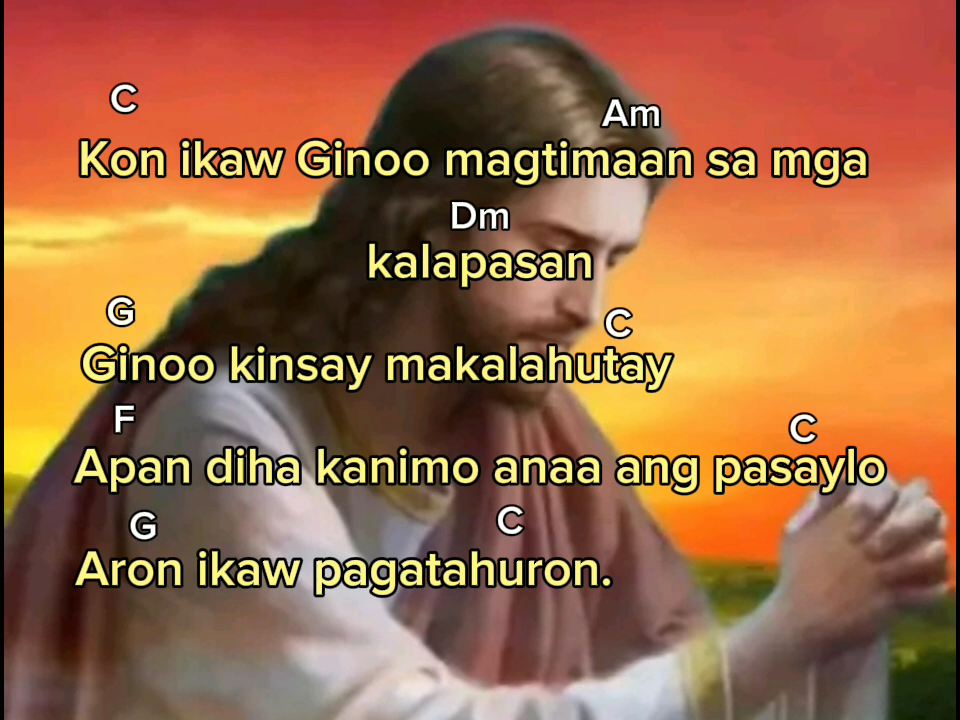 C Am
Kon ikaw Ginoo magtimaan sa mga
Dm
kalapasan
G C
Ginoo kinsay makalahutay
F C
Apan diha kanimo anaa ang pasaylo
G C
Aron ikaw pagatahuron.